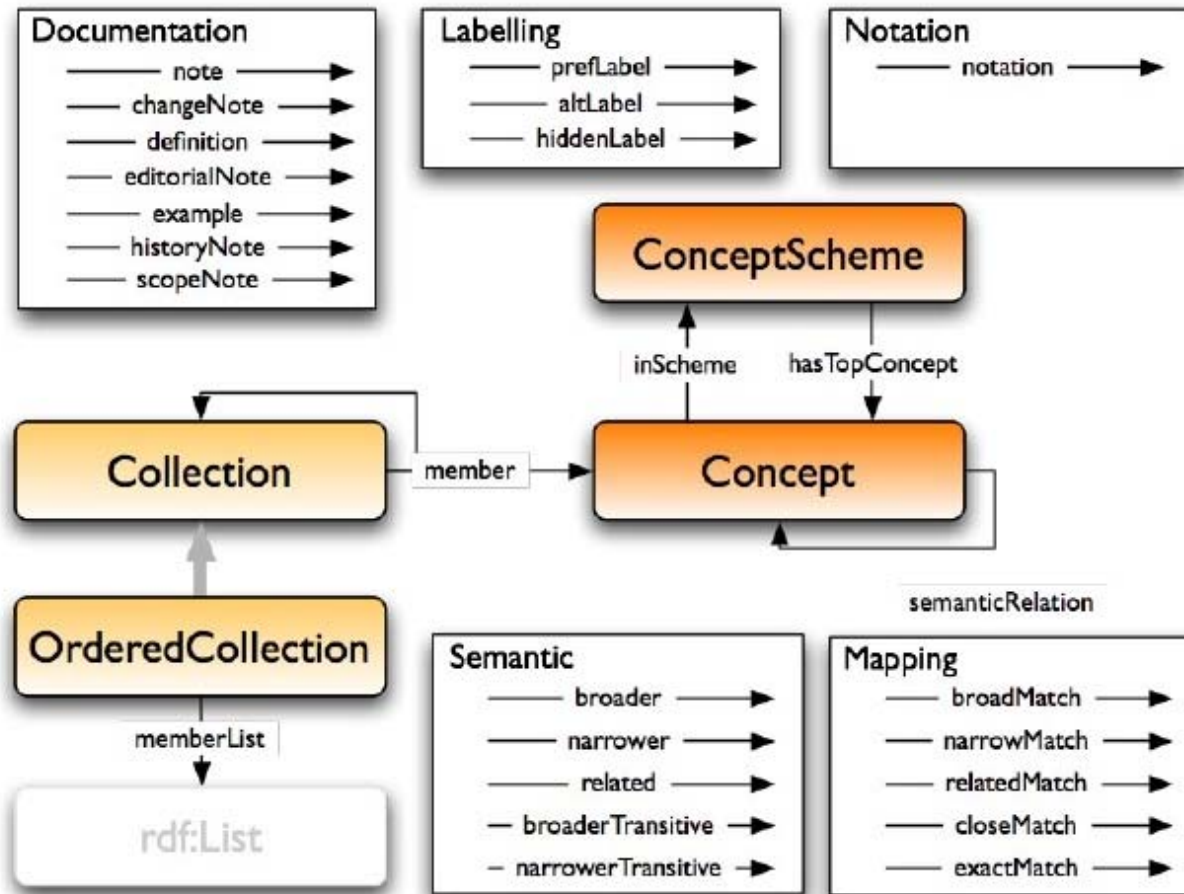 Documentation
note
changeNote
definition
editorialNote
example
historyNote
scopeNote
Labelling
prefLabel
altLabel
hiddenLabel
Notation
notation
ConceptScheme
inScheme
hasTopConcept
Collection
member
Concept
semanticRelation
OrderedCollection
memberList
rdf:List
Semantic
broader
narrower
related
broaderTransitive
narrowerTransitive
Mapping
broadMatch
narrowMatch
relatedMatch
closeMatch
exactMatch